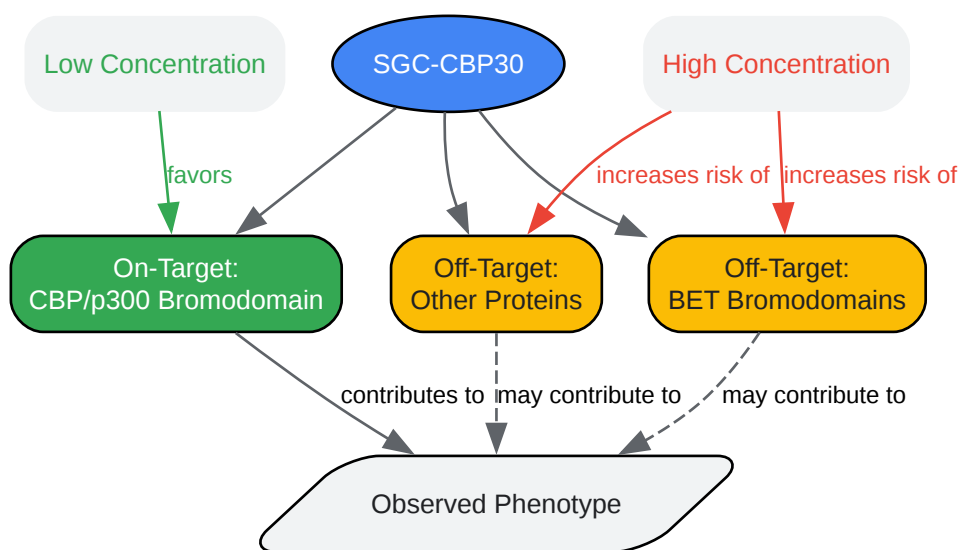 Low Concentration
SGC-CBP30
High Concentration
favors
increases risk of
increases risk of
On-Target:
CBP/p300 Bromodomain
Off-Target:
Other Proteins
Off-Target:
BET Bromodomains
contributes to
may contribute to
may contribute to
Observed Phenotype